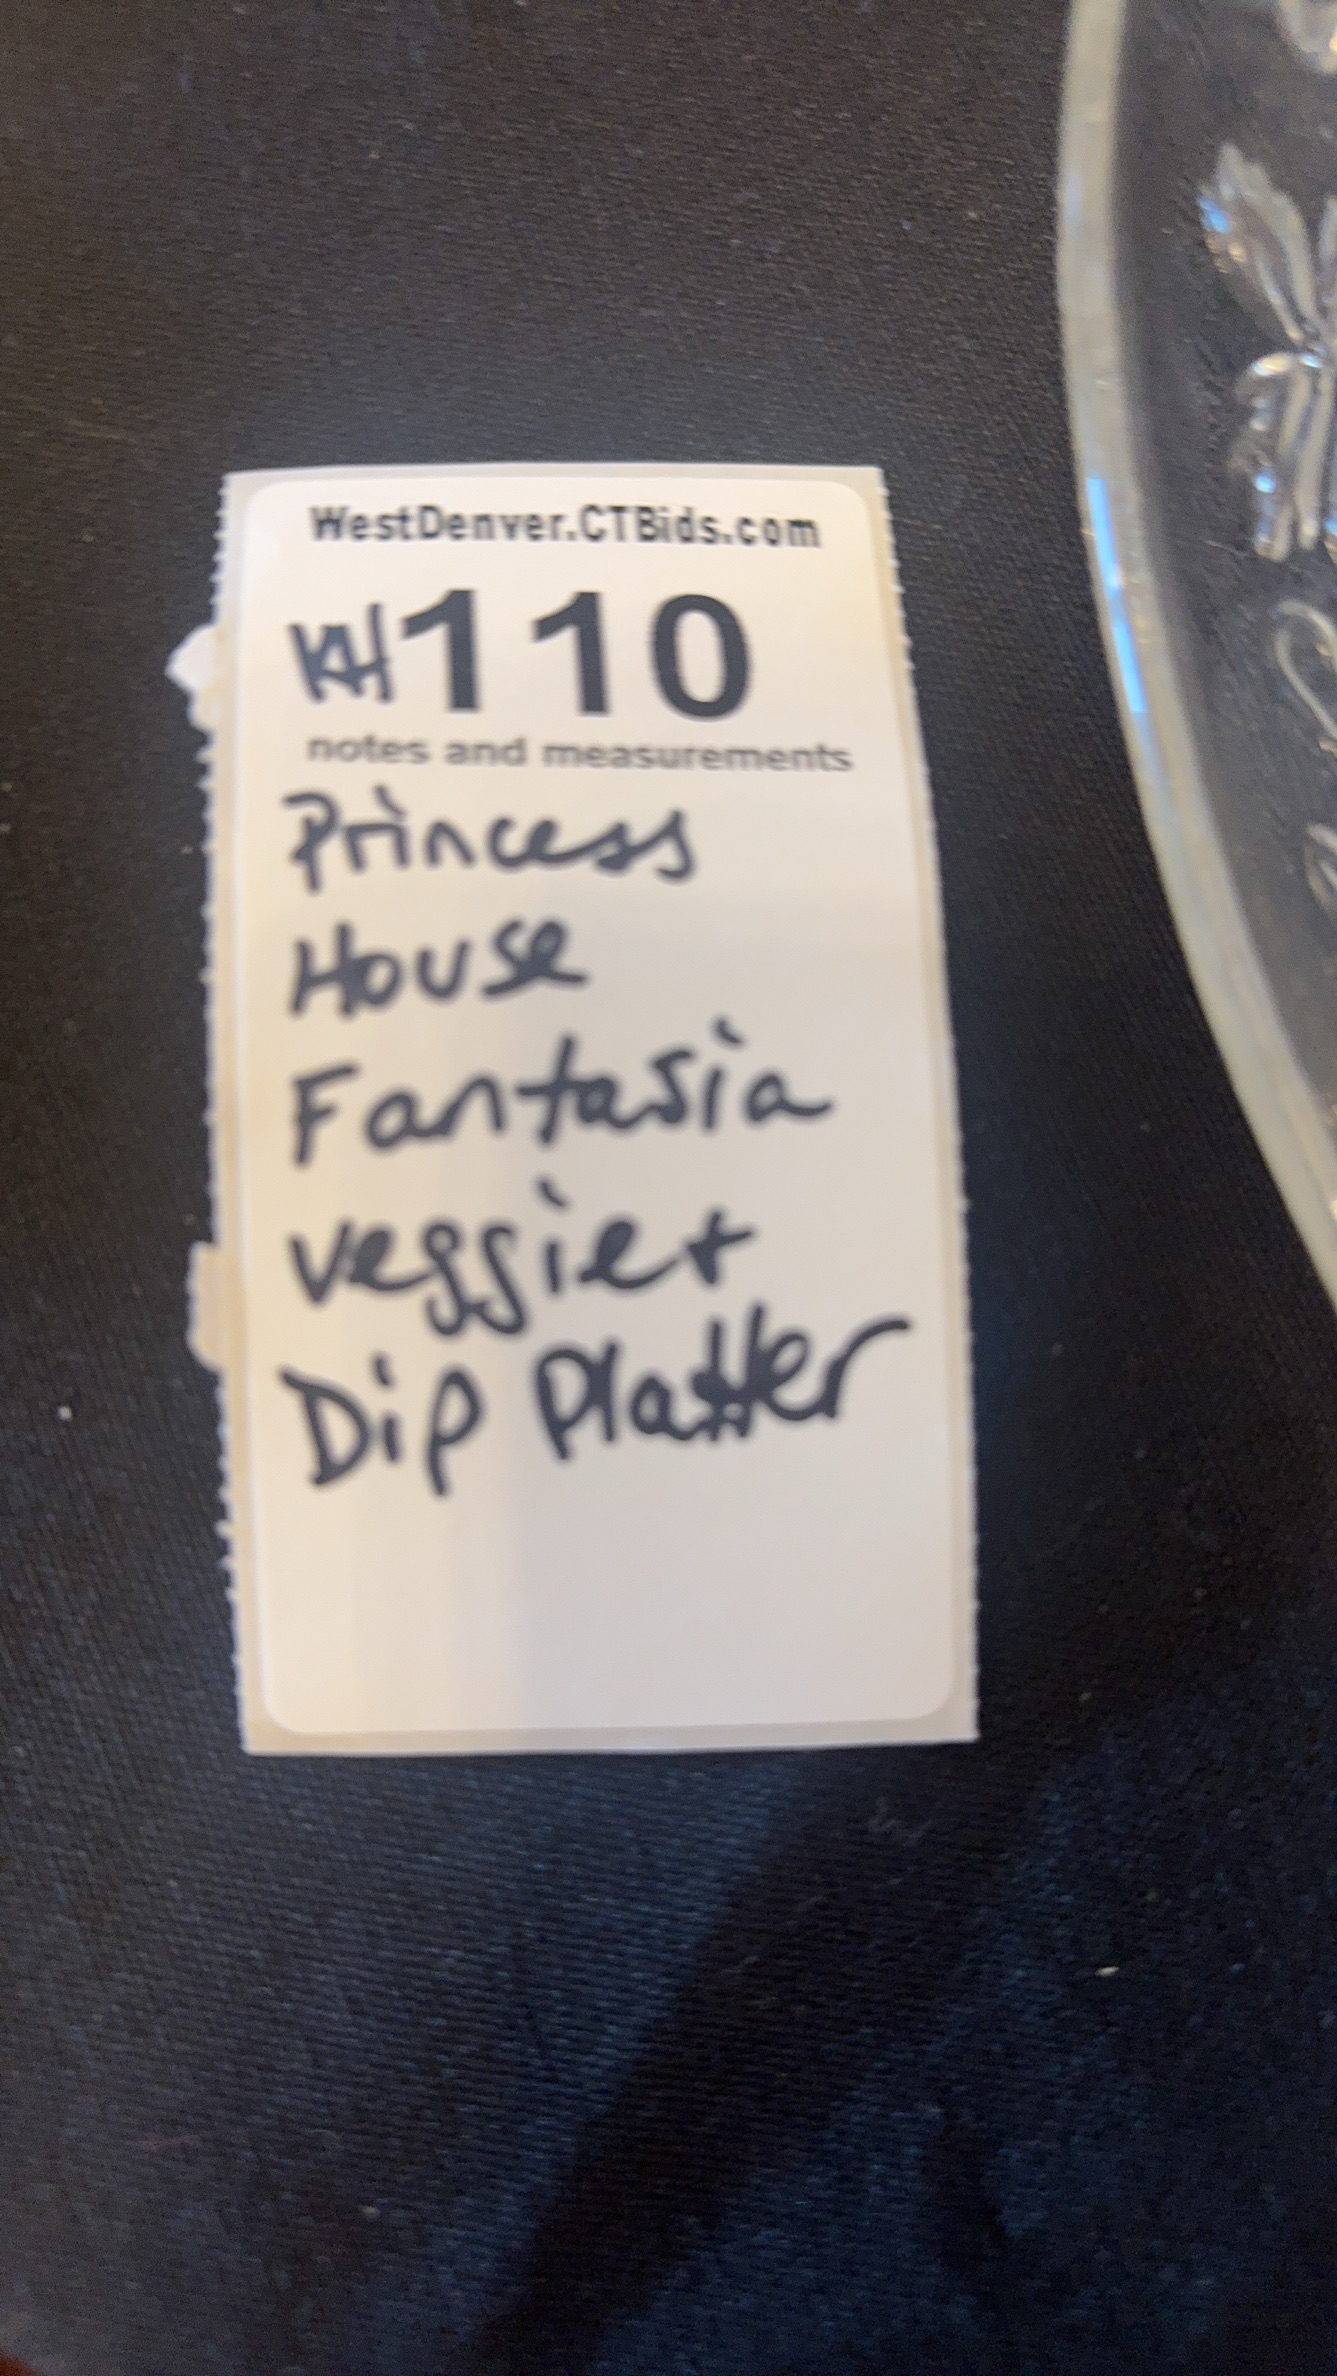 WestDenver.CTBids.com
KH110
notes and measurements
Princess
House
Fantasia
veggie+
Dip Platter